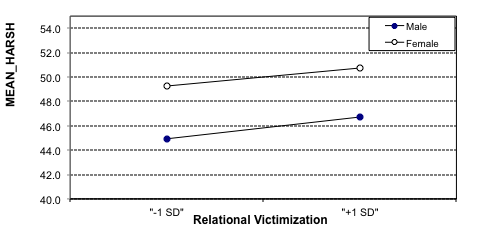 Male
Female
MEAN_HARSH
54.0
52.0
50.0
48.0
46.0
44.0
42.0
40.0
"-1 SD"
"+1 SD"
Relational Victimization